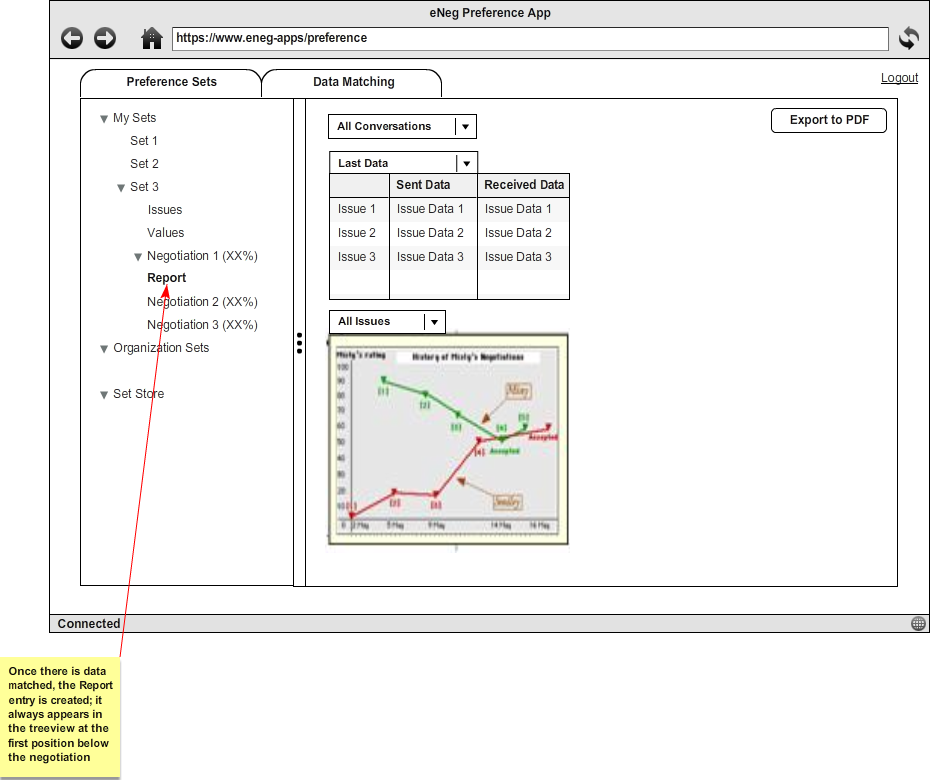 eNeg Preference App
https://www.eneg-apps/preference
Logout
Preference Sets
Data Matching
My Sets
Set 1
Set 2
Set 3
Issues
Values
Negotiation 1 (XX%)
Report
Negotiation 2 (XX%)
Negotiation 3 (XX%)
Organization Sets
Set Store
All Conversations
Export to PDF
Last Data
Sent Data Received Data
Issue 1 Issue Data 1 Issue Data 1
Issue 2 Issue Data 2 Issue Data 2
Issue 3 Issue Data 3 Issue Data 3
All Issues
Misty's rating
History of Misty's Negotiations
100
90
80
70
60
50
40
30
20
10
[1]
[2]
[3]
[4]
[5]
Misty
Accepted
Accepted
[4]
Smiley
[2]
[3]
0 2 May 5 May 9 May 14 May 16 May
Connected
Once there is data
matched, the Report
entry is created; it
always appears in
the treeview at the
first position below
the negotiation